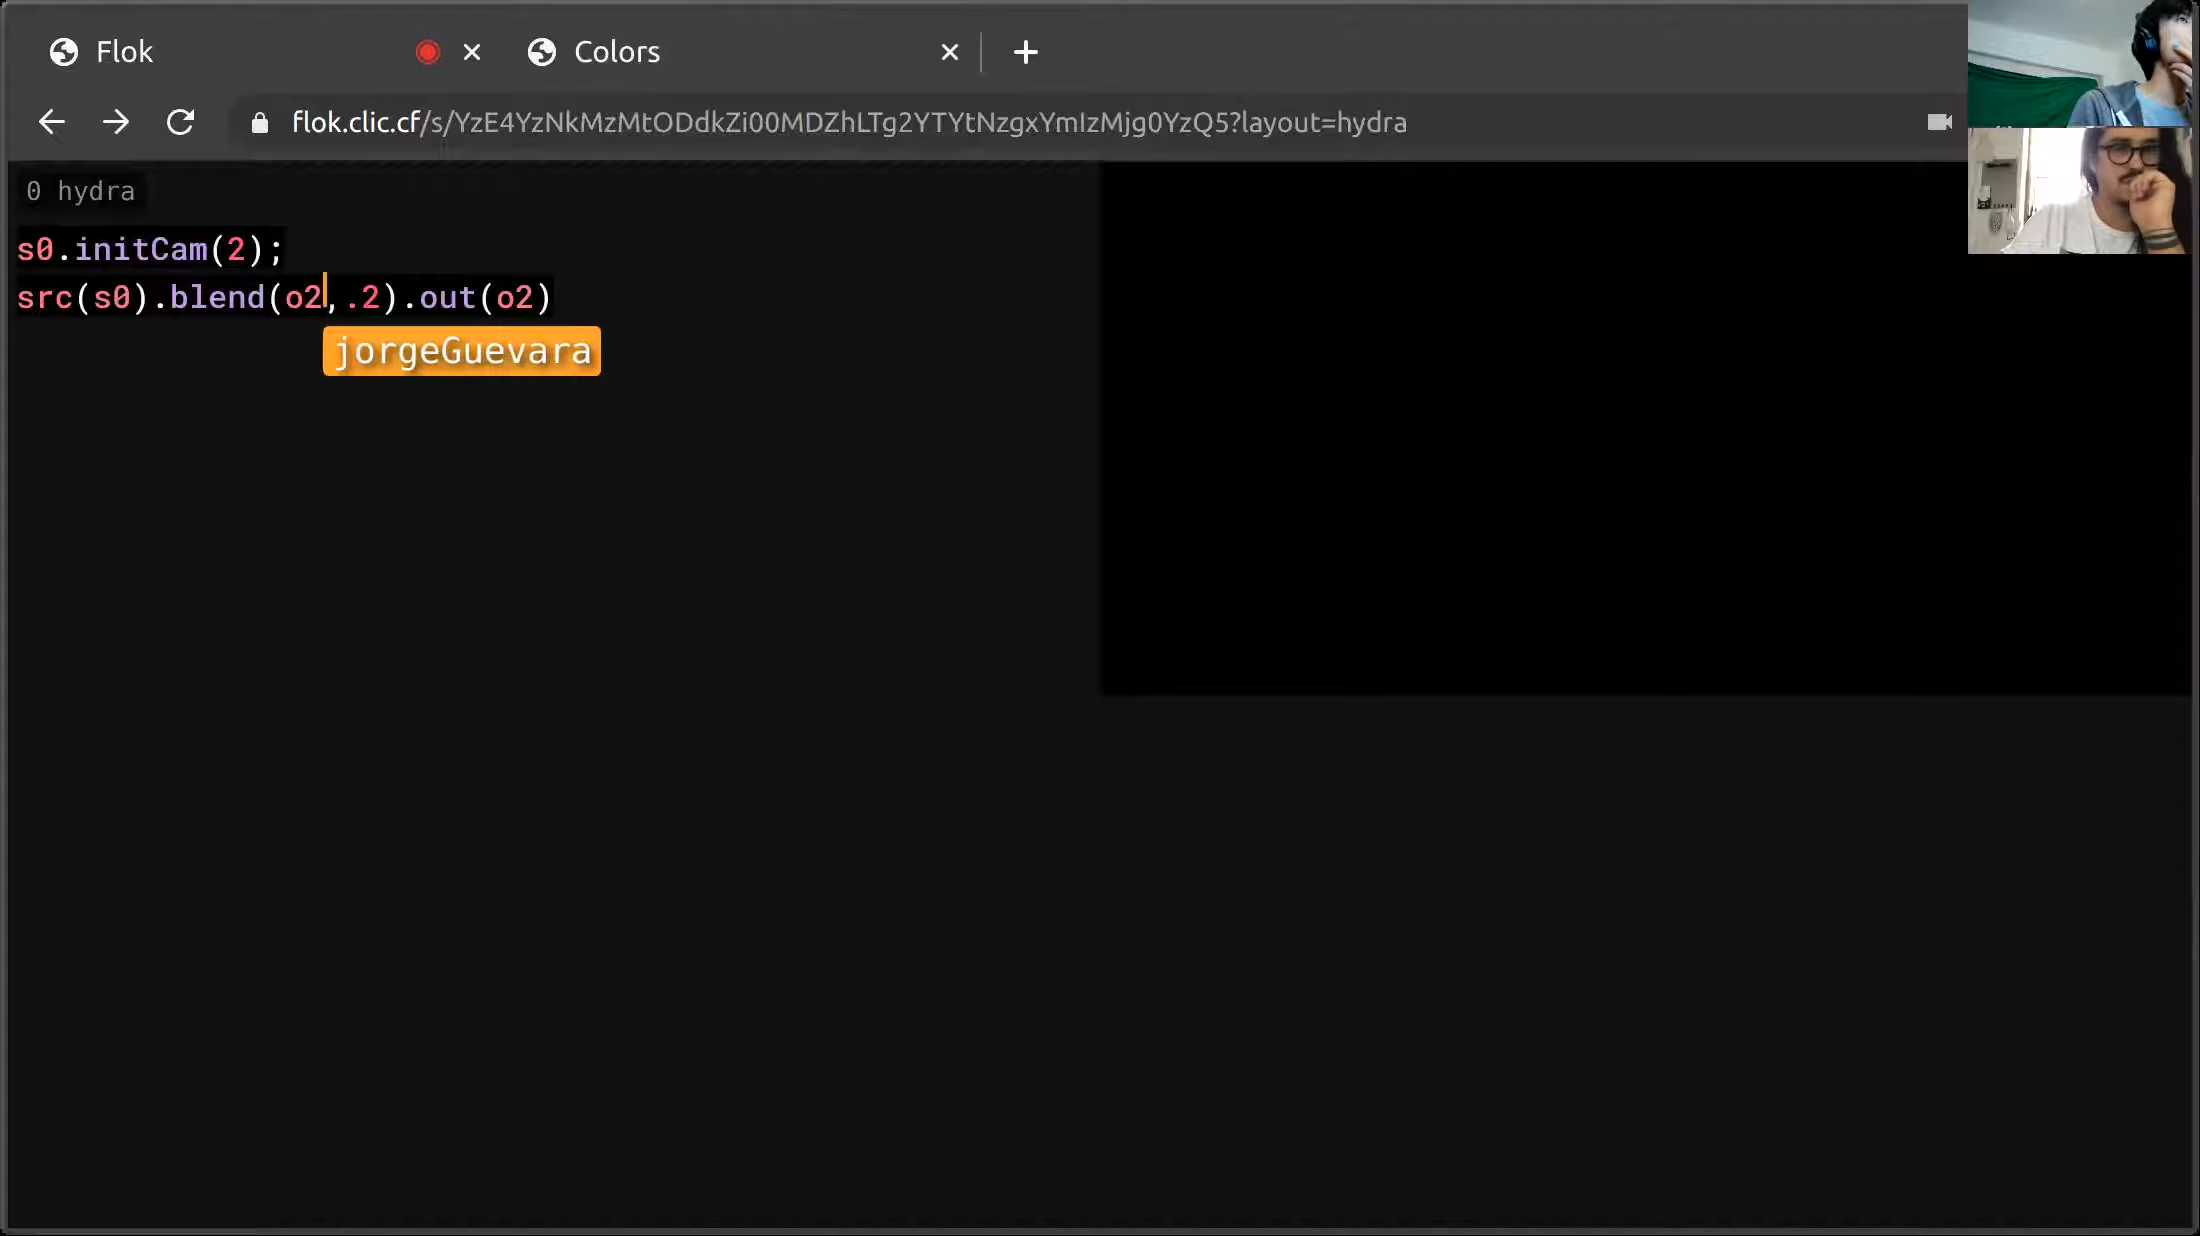 Flok
Colors
flok.clic.cf/s/YzE4YzNkMzMtODdkZi00MDZhLTg2YTYtNzgxYmIzMjg0YzQ5?layout=hydra
0 hydra
s0.initCam(2);
src(s0).blend(o2,.2).out(o2)
jorgeGuevara